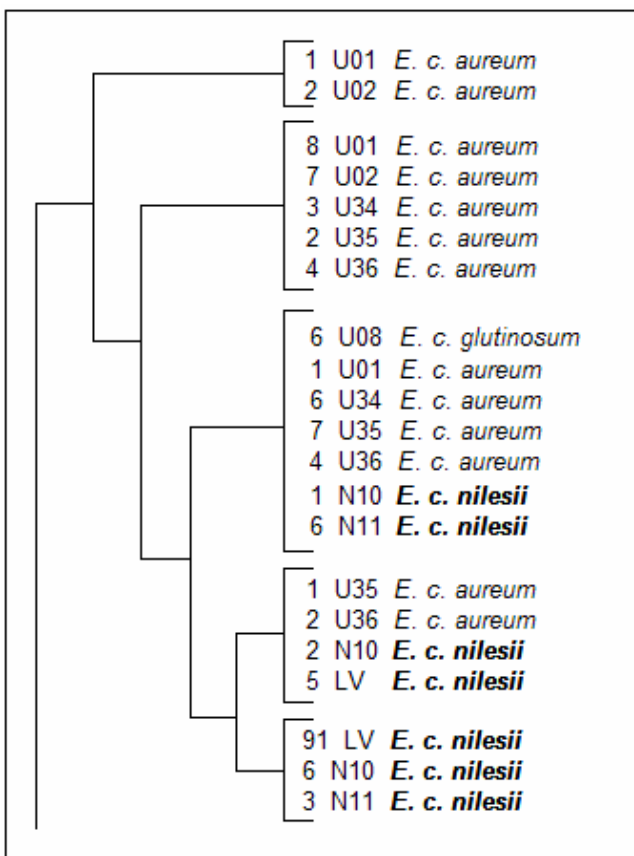 1 U01 E. c. aureum
2 U02 E. c. aureum
8 U01 E. c. aureum
7 U02 E. c. aureum
3 U34 E. c. aureum
2 U35 E. c. aureum
4 U36 E. c. aureum
6 U08 E. c. glutinosum
1 U01 E. c. aureum
6 U34 E. c. aureum
7 U35 E. c. aureum
4 U36 E. c. aureum
1 N10 E. c. nilesii
6 N11 E. c. nilesii
1 U35 E. c. aureum
2 U36 E. c. aureum
2 N10 E. c. nilesii
5 LV E. c. nilesii
91 LV E. c. nilesii
6 N10 E. c. nilesii
3 N11 E. c. nilesii